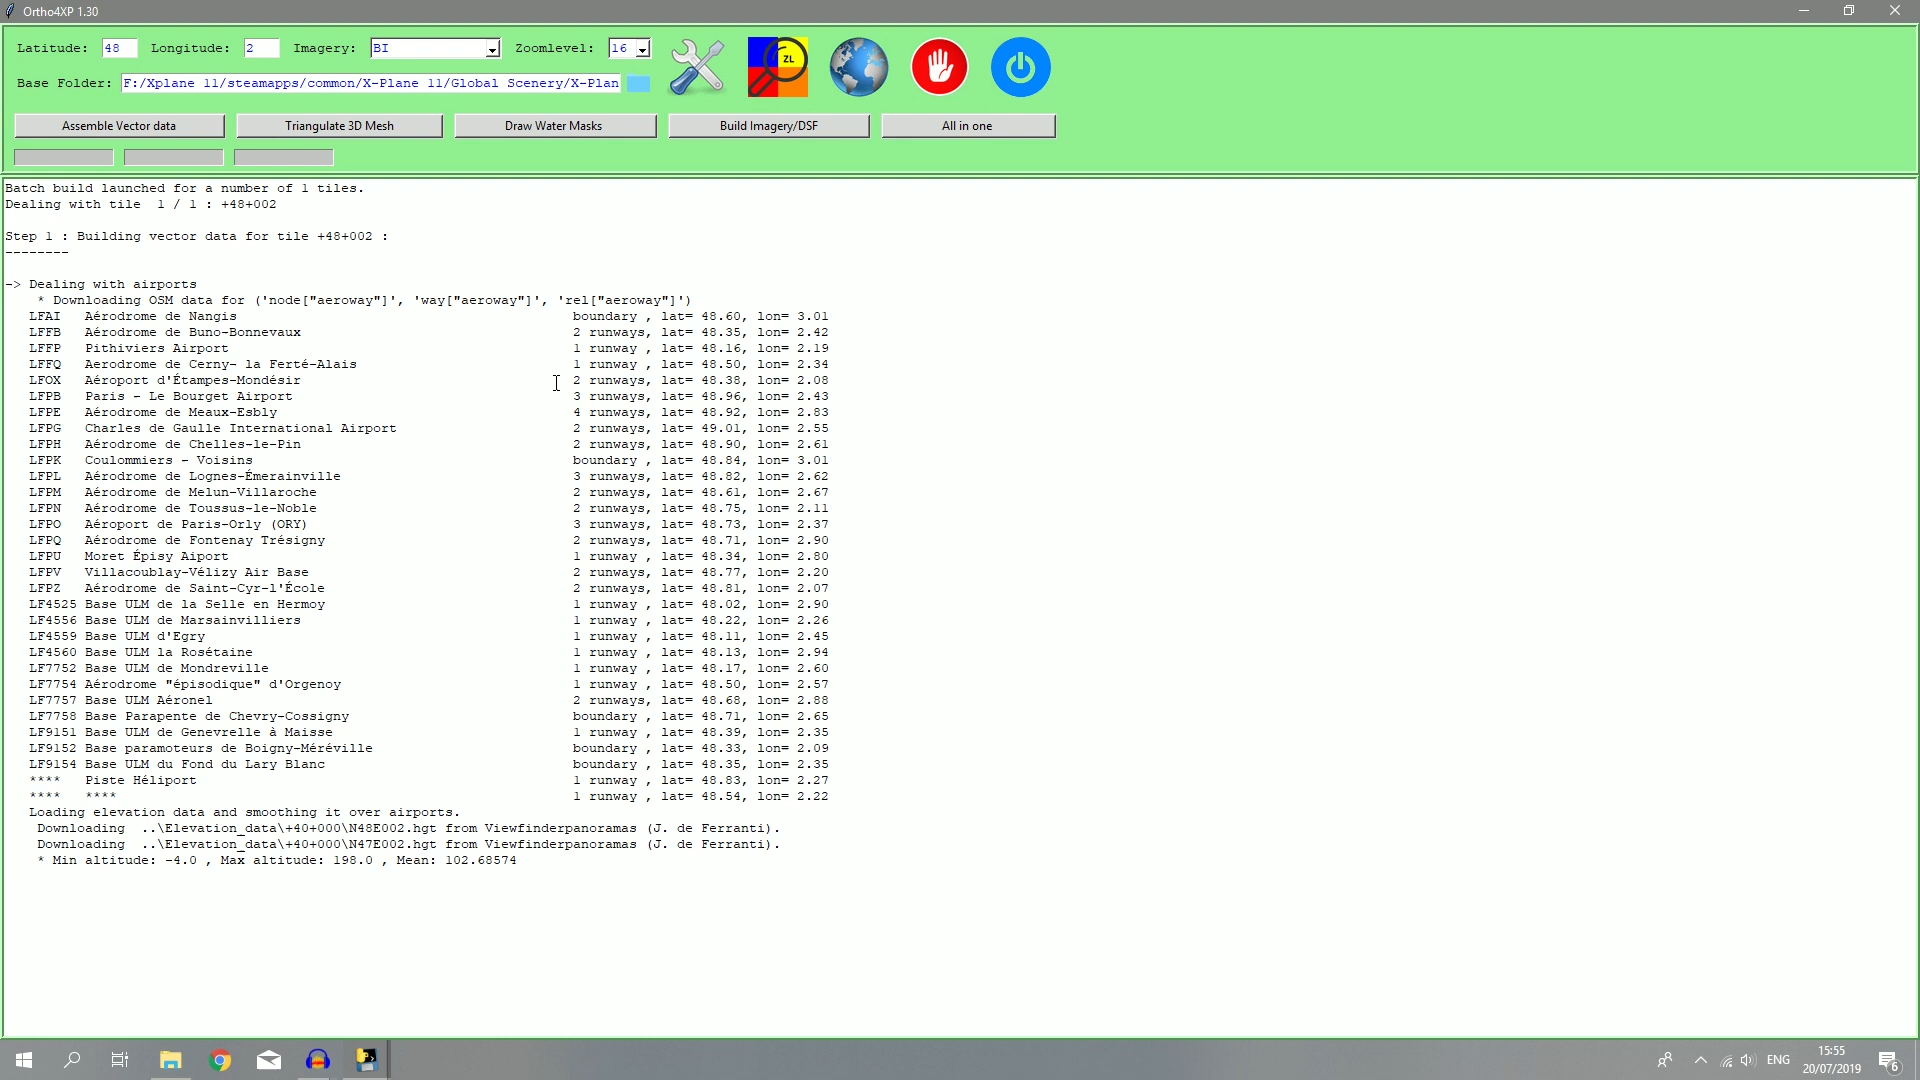 Ortho4XP 1.30
Latitude: 48 Longitude: 2 Imagery: BI Zoomlevel: 16
ZL
Base Folder: F:/Xplane 11/steamapps/common/X-Plane 11/Global Scenery/X-Plan
Assemble Vector data Triangulate 3D Mesh Draw Water Masks Build Imagery/DSF All in one
Batch build launched for a number of 1 tiles.
Dealing with tile 1 / 1 : +48+002
Step 1 : Building vector data for tile +48+002 :
--------
-> Dealing with airports
* Downloading OSM data for ('node["aeroway"]', 'way["aeroway"]', 'rel["aeroway"]')
LFAI Aérodrome de Nangis boundary , lat= 48.60, lon= 3.01
LFFB Aérodrome de Buno-Bonnevaux 2 runways, lat= 48.35, lon= 2.42
LFFP Pithiviers Airport 1 runway , lat= 48.16, lon= 2.19
LFFQ Aerodrome de Cerny- la Ferté-Alais 1 runway , lat= 48.50, lon= 2.34
LFOX Aéroport d'Étampes-Mondésir 2 runways, lat= 48.38, lon= 2.08
LFPB Paris - Le Bourget Airport 3 runways, lat= 48.96, lon= 2.43
LFPE Aérodrome de Meaux-Esbly 4 runways, lat= 48.92, lon= 2.83
LFPG Charles de Gaulle International Airport 2 runways, lat= 49.01, lon= 2.55
LFPH Aérodrome de Chelles-le-Pin 2 runways, lat= 48.90, lon= 2.61
LFPK Coulommiers - Voisins boundary , lat= 48.84, lon= 3.01
LFPL Aérodrome de Lognes-Émerainville 3 runways, lat= 48.82, lon= 2.62
LFPM Aérodrome de Melun-Villaroche 2 runways, lat= 48.61, lon= 2.67
LFPN Aérodrome de Toussus-le-Noble 2 runways, lat= 48.75, lon= 2.11
LFPO Aéroport de Paris-Orly (ORY) 3 runways, lat= 48.73, lon= 2.37
LFPQ Aérodrome de Fontenay Trésigny 2 runways, lat= 48.71, lon= 2.90
LFPU Moret Épisy Aiport 1 runway , lat= 48.34, lon= 2.80
LFPV Villacoublay-Vélizy Air Base 2 runways, lat= 48.77, lon= 2.20
LFPZ Aérodrome de Saint-Cyr-l'École 2 runways, lat= 48.81, lon= 2.07
LF4525 Base ULM de la Selle en Hermoy 1 runway , lat= 48.02, lon= 2.90
LF4556 Base ULM de Marsainvilliers 1 runway , lat= 48.22, lon= 2.26
LF4559 Base ULM d'Egry 1 runway , lat= 48.11, lon= 2.45
LF4560 Base ULM la Rosétaine 1 runway , lat= 48.13, lon= 2.94
LF7752 Base ULM de Mondreville 1 runway , lat= 48.17, lon= 2.60
LF7754 Aérodrome "épisodique" d'Orgenoy 1 runway , lat= 48.50, lon= 2.57
LF7757 Base ULM Aéronel 2 runways, lat= 48.68, lon= 2.88
LF7758 Base Parapente de Chevry-Cossigny boundary , lat= 48.71, lon= 2.65
LF9151 Base ULM de Genevrelle à Maisse 1 runway , lat= 48.39, lon= 2.35
LF9152 Base paramoteurs de Boigny-Méréville boundary , lat= 48.33, lon= 2.09
LF9154 Base ULM du Fond du Lary Blanc boundary , lat= 48.35, lon= 2.35
**** Piste Héliport 1 runway , lat= 48.83, lon= 2.27
**** **** 1 runway , lat= 48.54, lon= 2.22
Loading elevation data and smoothing it over airports.
Downloading ..\Elevation_data\+40+000\N48E002.hgt from Viewfinderpanoramas (J. de Ferranti).
Downloading ..\Elevation_data\+40+000\N47E002.hgt from Viewfinderpanoramas (J. de Ferranti).
* Min altitude: -4.0 , Max altitude: 198.0 , Mean: 102.68574
ENG
15:55
20/07/2019
6